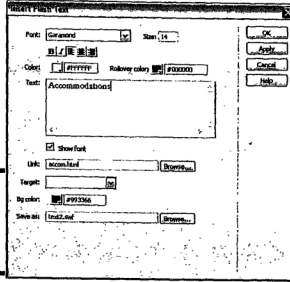 Insert Flash Text
Font: Garamond Size: 14 OK
B I Apply
Color: #FFFFFF Rollover color: #000000 Cancel
Text: Help
Accommodations
Show font
Link: accom.html Browse...
Target:
Bg color: #993366
Save as: text2.swf Browse...